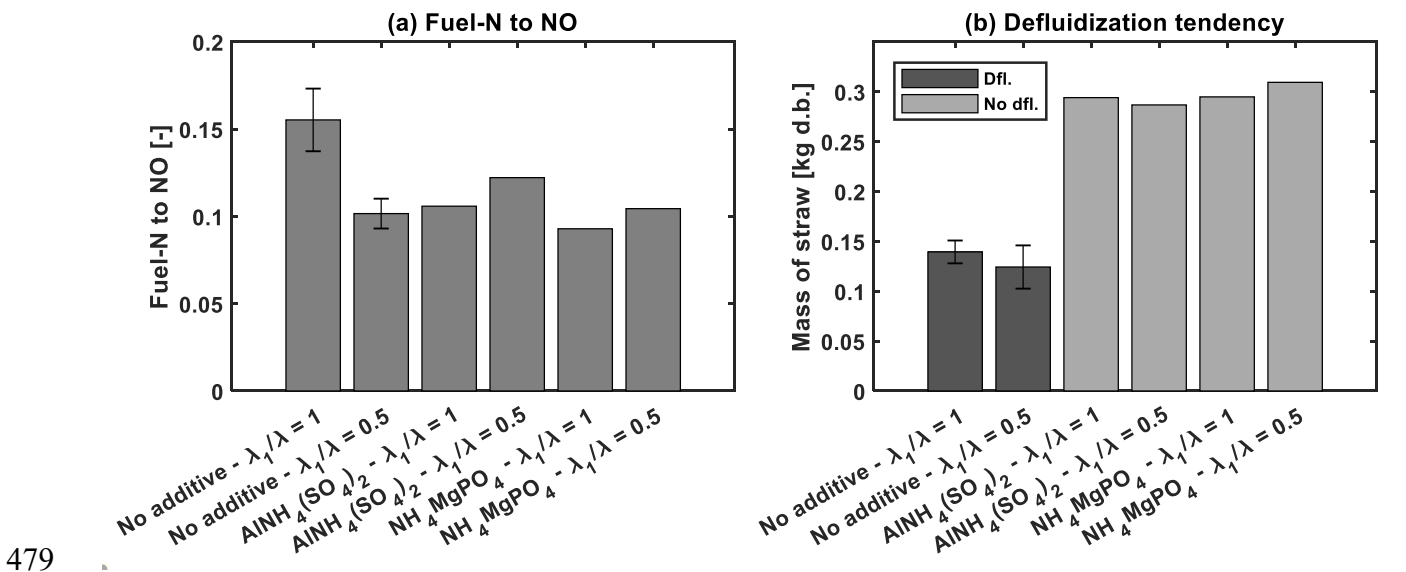 (a) Fuel-N to NO
Fuel-N to NO [-]
0.2
0.15
0.1
0.05
0
No additive - λ₁/λ = 1
No additive - λ₁/λ = 0.5
AlNH₄(SO₄)₂ - λ₁/λ = 1
AlNH₄(SO₄)₂ - λ₁/λ = 0.5
NH₄MgPO₄ - λ₁/λ = 1
NH₄MgPO₄ - λ₁/λ = 0.5
(b) Defluidization tendency
Mass of straw [kg d.b.]
Dfl.
No dfl.
0.3
0.25
0.2
0.15
0.1
0.05
0
No additive - λ₁/λ = 1
No additive - λ₁/λ = 0.5
AlNH₄(SO₄)₂ - λ₁/λ = 1
AlNH₄(SO₄)₂ - λ₁/λ = 0.5
NH₄MgPO₄ - λ₁/λ = 1
NH₄MgPO₄ - λ₁/λ = 0.5
479